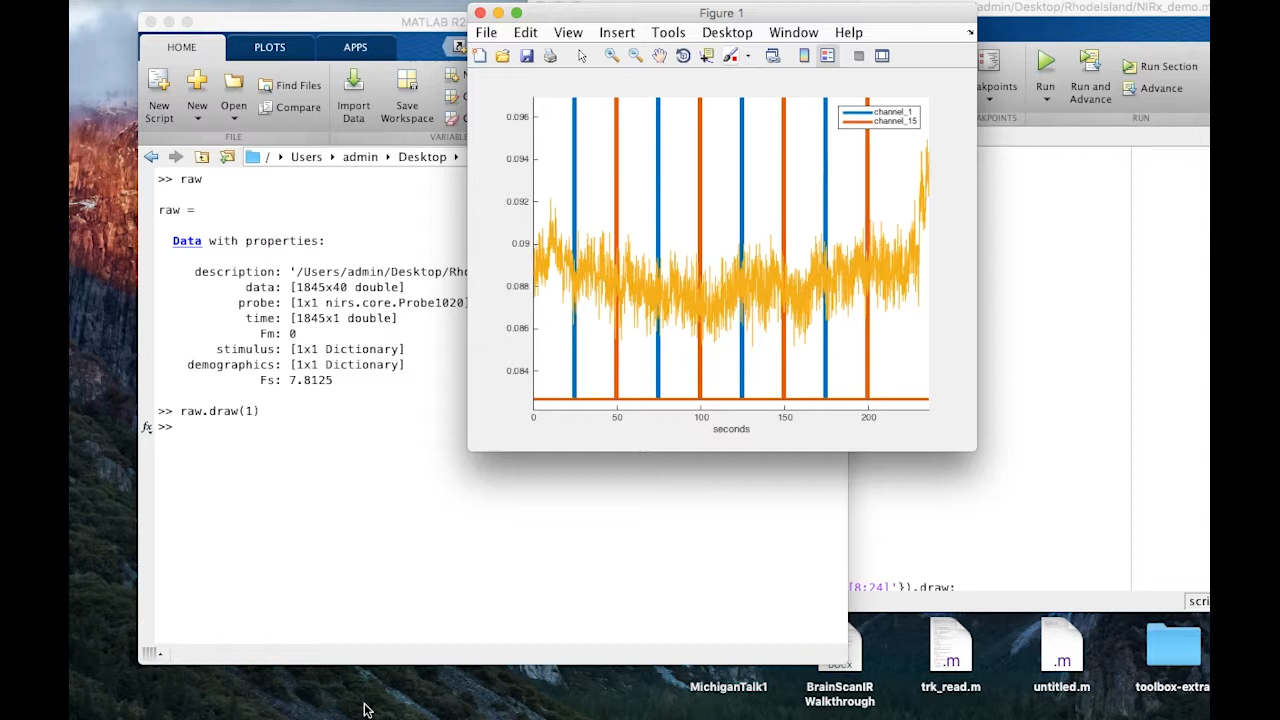 admin/Desktop/RhodeIsland/NIRx_demo.m
MATLAB R2
HOME
PLOTS
APPS
New
Script
New
Open
Find Files
Compare
FILE
Import
Data
Save
Workspace
VARIABLE
/ Users admin Desktop
>> raw
raw =
Data with properties:
description: '/Users/admin/Desktop/Rho
data: [1845x40 double]
probe: [1x1 nirs.core.Probe1020]
time: [1845x1 double]
Fm: 0
stimulus: [1x1 Dictionary]
demographics: [1x1 Dictionary]
Fs: 7.8125
>> raw.draw(1)
fx >>
Figure 1
File Edit View Insert Tools Desktop Window Help
channel_1
channel_15
0.096
0.094
0.092
0.09
0.088
0.086
0.084
0 50 100 150 200
seconds
akpoints
Run
Run and
Advance
Run Section
Advance
AKPOINTS
RUN
[8:24]'}).draw;
scri
DOCX
.m
.m
MichiganTalk1
BrainScanIR
Walkthrough
trk_read.m
untitled.m
toolbox-extra